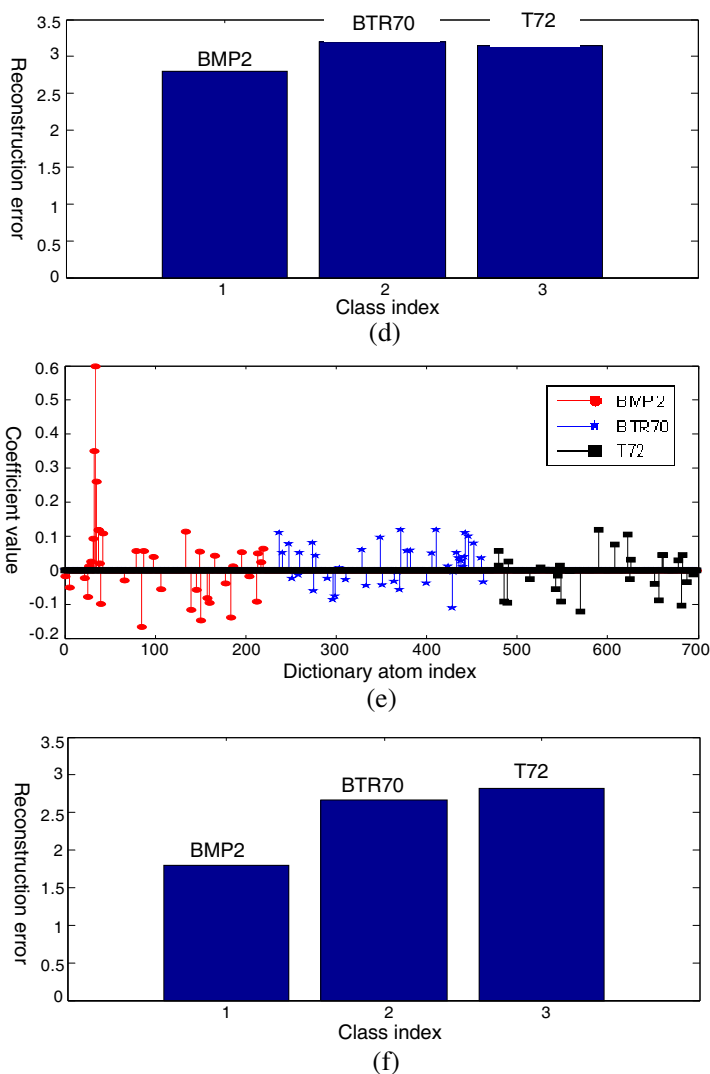 3.5
3
2.5
2
1.5
1
0.5
0
Reconstruction error
BMP2
BTR70
T72
1 2 3
Class index
(d)
0.6
0.5
0.4
0.3
0.2
0.1
0
-0.1
-0.2
Coefficient value
BMP2
BTR70
T72
0 100 200 300 400 500 600 700
Dictionary atom index
(e)
3.5
3
2.5
2
1.5
1
0.5
0
Reconstruction error
BMP2
BTR70
T72
1 2 3
Class index
(f)